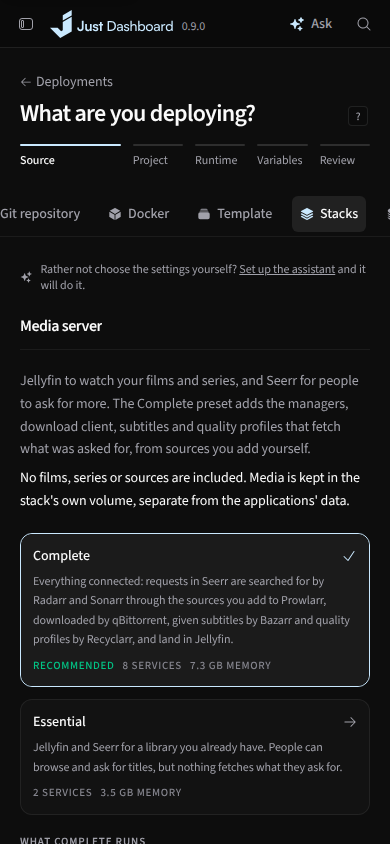 Just Dashboard 0.9.0 Ask
← Deployments
What are you deploying?
?
Source Project Runtime Variables Review
Git repository Docker Template Stacks
Rather not choose the settings yourself? Set up the assistant and it
will do it.
Media server
Jellyfin to watch your films and series, and Seerr for people
to ask for more. The Complete preset adds the managers,
download client, subtitles and quality profiles that fetch
what was asked for, from sources you add yourself.
No films, series or sources are included. Media is kept in the
stack's own volume, separate from the applications' data.
Complete
Everything connected: requests in Seerr are searched for by
Radarr and Sonarr through the sources you add to Prowlarr,
downloaded by qBittorrent, given subtitles by Bazarr and quality
profiles by Recyclarr, and land in Jellyfin.
RECOMMENDED 8 SERVICES 7.3 GB MEMORY
Essential
Jellyfin and Seerr for a library you already have. People can
browse and ask for titles, but nothing fetches what they ask for.
2 SERVICES 3.5 GB MEMORY
WHAT COMPLETE RUNS